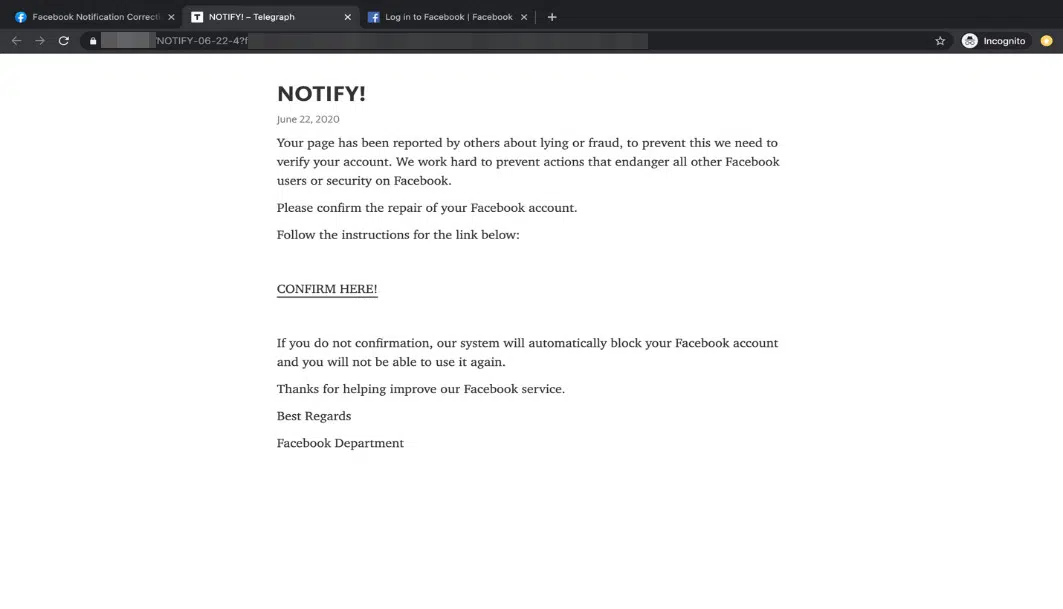 Facebook Notification Correcti
NOTIFY! – Telegraph
Log in to Facebook | Facebook
/NOTIFY-06-22-4?f
Incognito
NOTIFY!
June 22, 2020
Your page has been reported by others about lying or fraud, to prevent this we need to
verify your account. We work hard to prevent actions that endanger all other Facebook
users or security on Facebook.
Please confirm the repair of your Facebook account.
Follow the instructions for the link below:
CONFIRM HERE!
If you do not confirmation, our system will automatically block your Facebook account
and you will not be able to use it again.
Thanks for helping improve our Facebook service.
Best Regards
Facebook Department